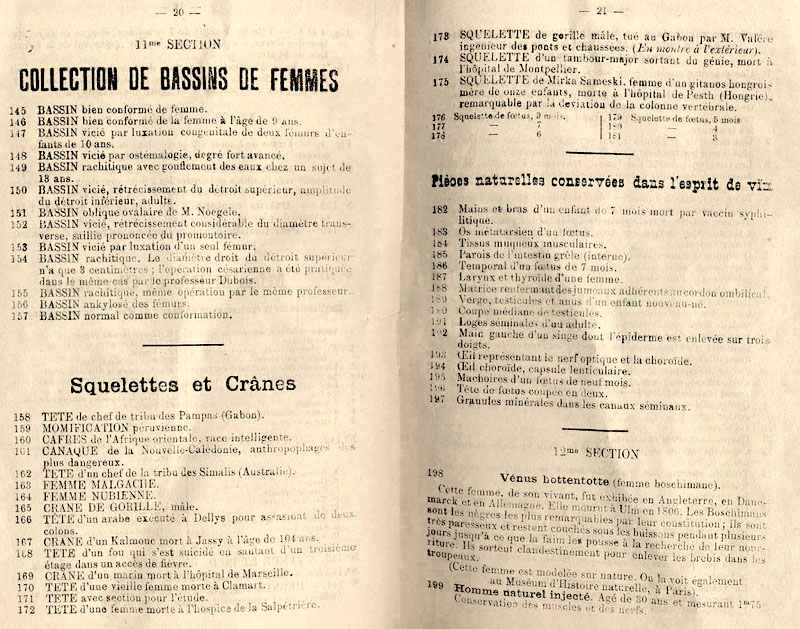 — 20 —
11me SECTION
COLLECTION DE BASSINS DE FEMMES
145 BASSIN bien conformé de femme.
146 BASSIN bien conformé de la femme à l'âge de 9 ans.
147 BASSIN vicié par luxation congenitale de deux fémurs d'en-
fants de 10 ans.
148 BASSIN vicié par ostémalogie, degré fort avancé.
149 BASSIN rachitique avec gonflement des eaux chez un sujet de
18 ans.
150 BASSIN vicié, rétrécissement du détroit supérieur, amplitude
du détroit inférieur, adulte.
151 BASSIN oblique ovalaire de M. Noegele.
152 BASSIN vicié, rétrécissement considérable du diamètre trans-
verse, saillie prononcée du promontoire.
153 BASSIN vicié par luxation d'un seul fémur.
154 BASSIN rachitique. Le diamètre droit du détroit supérieur
n'a que 3 centimètres ; l'opération césarienne a été pratiquée
dans le même cas par le professeur Dubois.
155 BASSIN rachitique, même opération par le même professeur.
156 BASSIN ankylosé des fémurs.
157 BASSIN normal comme conformation.
Squelettes et Crânes
158 TETE de chef de tribu des Pampas (Gabon).
159 MOMIFICATION péruvienne.
160 CAFRES de l'Afrique orientale, race intelligente.
161 CANAQUE de la Nouvelle-Calédonie, anthropophages des
plus dangereux.
162 TETE d'un chef de la tribu des Simalis (Australie).
163 FEMME MALGACHE.
164 FEMME NUBIENNE.
165 CRANE DE GORILLE, mâle.
166 TÊTE d'un arabe exécuté à Dellys pour assasinat de deux
colons.
167 CRANE d'un Kalmouc mort à Jassy à l'âge de 104 ans.
168 TETE d'un fou qui s'est suicidé en sautant d'un troisième
étage dans un accès de fièvre.
169 CRANE d'un marin mort à l'hôpital de Marseille.
170 TETE d'une vieille femme morte à Clamart.
171 TETE avec section pour l'étude.
172 TETE d'une femme morte à l'hospice de la Salpétrière.
— 21 —
173 SQUELETTE de gorille mâle, tué au Gabon par M. Valère
ingenieur des ponts et chaussées. (En montre à l'extérieur).
174 SQUELETTE d'un tambour-major sortant du génie, mort à
l'hôpital de Montpellier.
175 SQUELETTE de Mirka Sameski, femme d'un gitanos hongrois
mère de onze enfants, morte à l'hôpital de Pesth (Hongrie),
remarquable par la deviation de la colonne vertébrale.
176 Squelette de fœtus, 9 mois. 179 Squelette de fœtus, 5 mois
177 — 7 180 — 4
178 — 6 181 — 3
Pièces naturelles conservées dans l'esprit de vin
182 Mains et bras d'un enfant de 7 mois mort par vaccin syphi-
litique.
183 Os métatarsien d'un fœtus.
184 Tissus muqueux musculaires.
185 Parois de l'intestin grêle (interne).
186 Temporal d'un fœtus de 7 mois.
187 Larynx et thyroïde d'une femme.
188 Matrice renfermant des jumeaux adhérents au cordon ombilical.
189 Verge, testicules et anus d'un enfant nouveau-né.
190 Coupe médiane de testicules.
191 Loges séminales d'un adulte.
192 Main gauche d'un singe dont l'épiderme est enlevée sur trois
doigts.
193 Œil représentant le nerf optique et la choroïde.
194 Œil choroïde, capsule lenticulaire.
195 Machoires d'un fœtus de neuf mois.
196 Tête de fœtus coupée en deux.
197 Granules minérales dans les canaux séminaux.
12me SECTION
198
Vénus hottentotte (femme boschimane).
Cette femme, de son vivant, fut exhibée en Angleterre, en Dane-
marck et en Allemagne. Elle mourut à Ulm en 1806. Les Boschimans
sont les nègres les plus remarquables par leur constitution ; ils sont
très paresseux et restent couchés sous les buissons pendant plusieurs
jours jusqu'à ce que la faim les pousse à la recherche de leur nour-
riture. Ils sortent clandestinement pour enlever les brebis dans les
troupeaux.
(Cette femme est modelée sur nature. On la voit également
au Muséum d'Histoire naturelle, à Paris).
199 Homme naturel injecté. Agé de 30 ans et mesurant 1m75
Conservation des muscles et des nerfs.